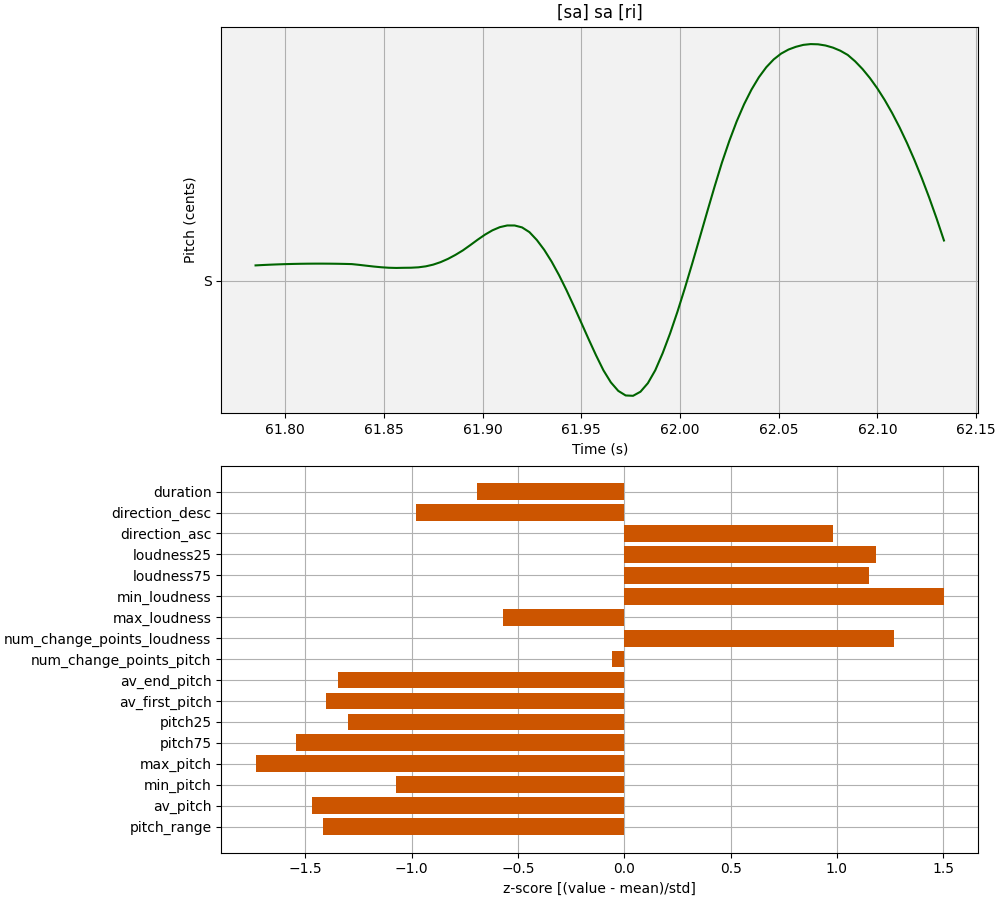 [sa] sa [ri]
Pitch (cents)
S
61.80 61.85 61.90 61.95 62.00 62.05 62.10 62.15
Time (s)
duration
direction_desc
direction_asc
loudness25
loudness75
min_loudness
max_loudness
num_change_points_loudness
num_change_points_pitch
av_end_pitch
av_first_pitch
pitch25
pitch75
max_pitch
min_pitch
av_pitch
pitch_range
−1.5 −1.0 −0.5 0.0 0.5 1.0 1.5
z-score [(value - mean)/std]